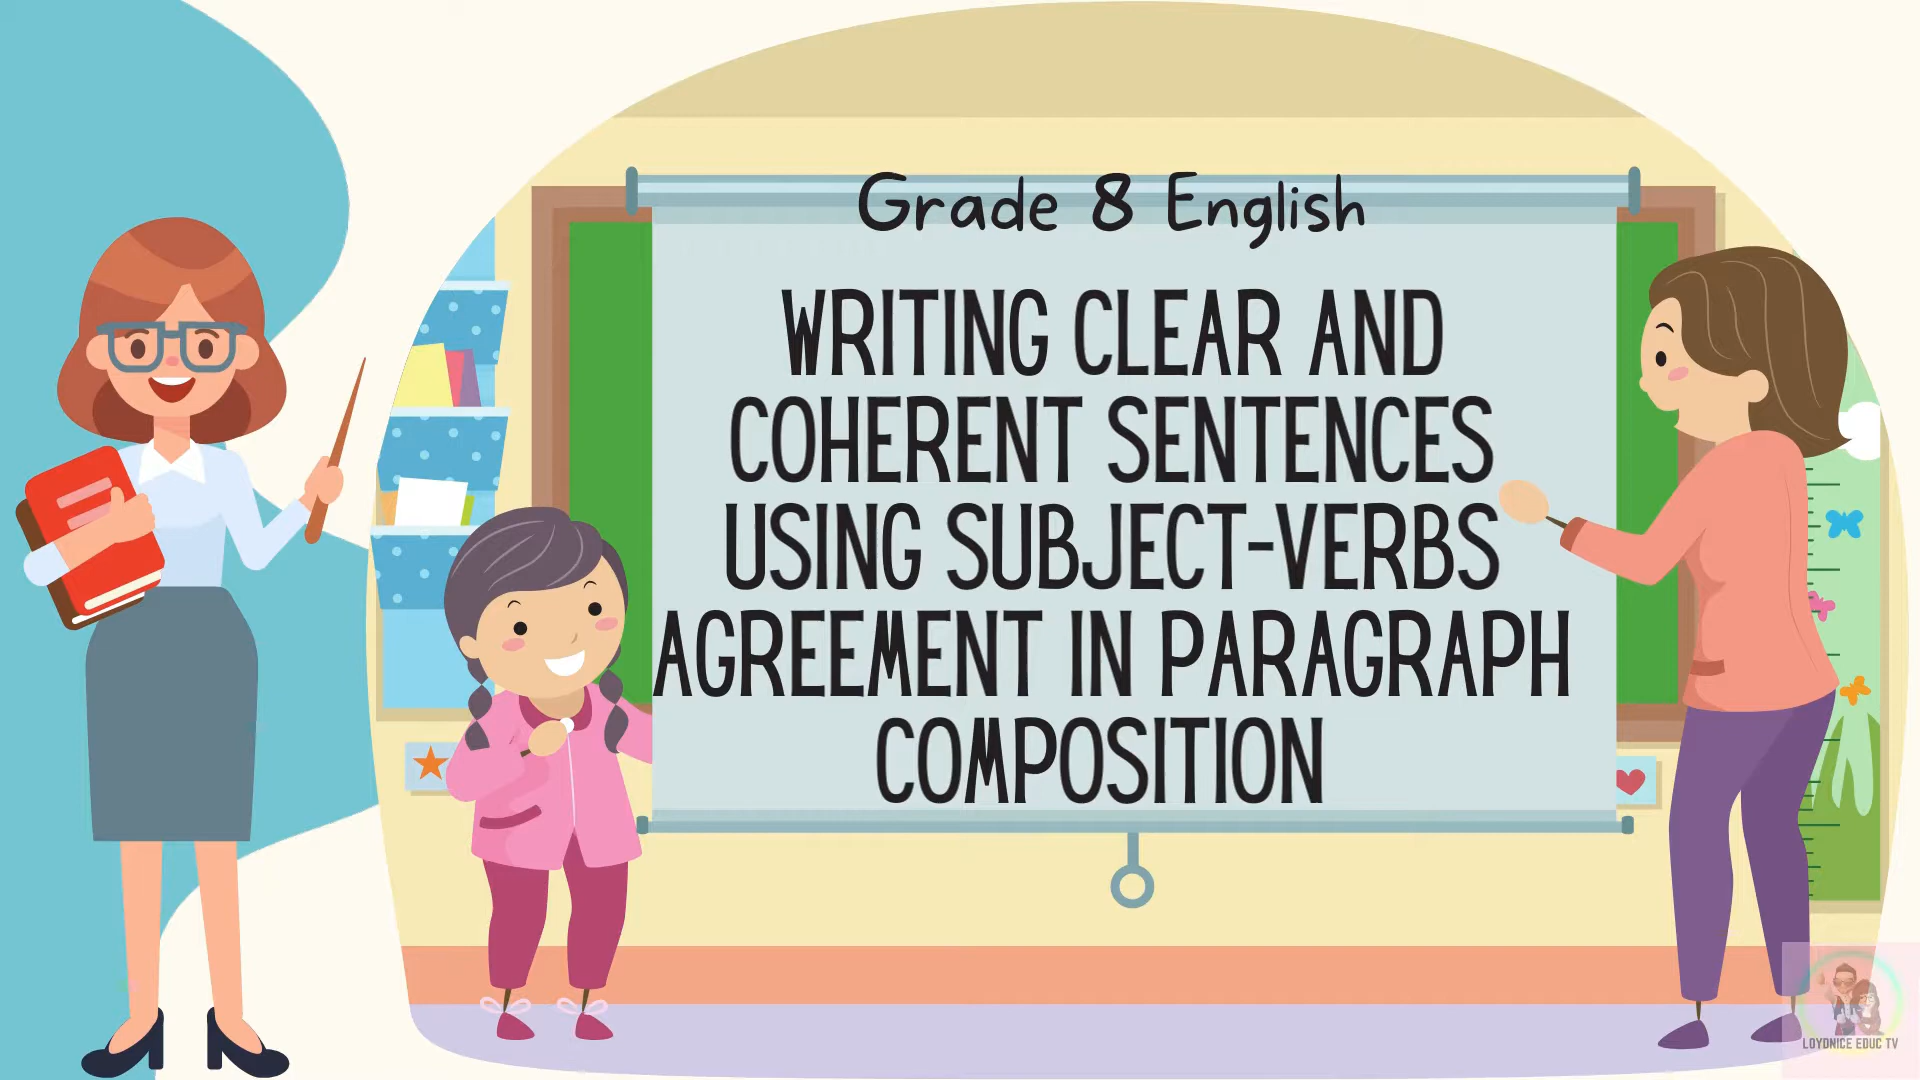 Grade 8 English
WRITING CLEAR AND
COHERENT SENTENCES
USING SUBJECT-VERBS
AGREEMENT IN PARAGRAPH
COMPOSITION
LOYDNICE EDUC TV